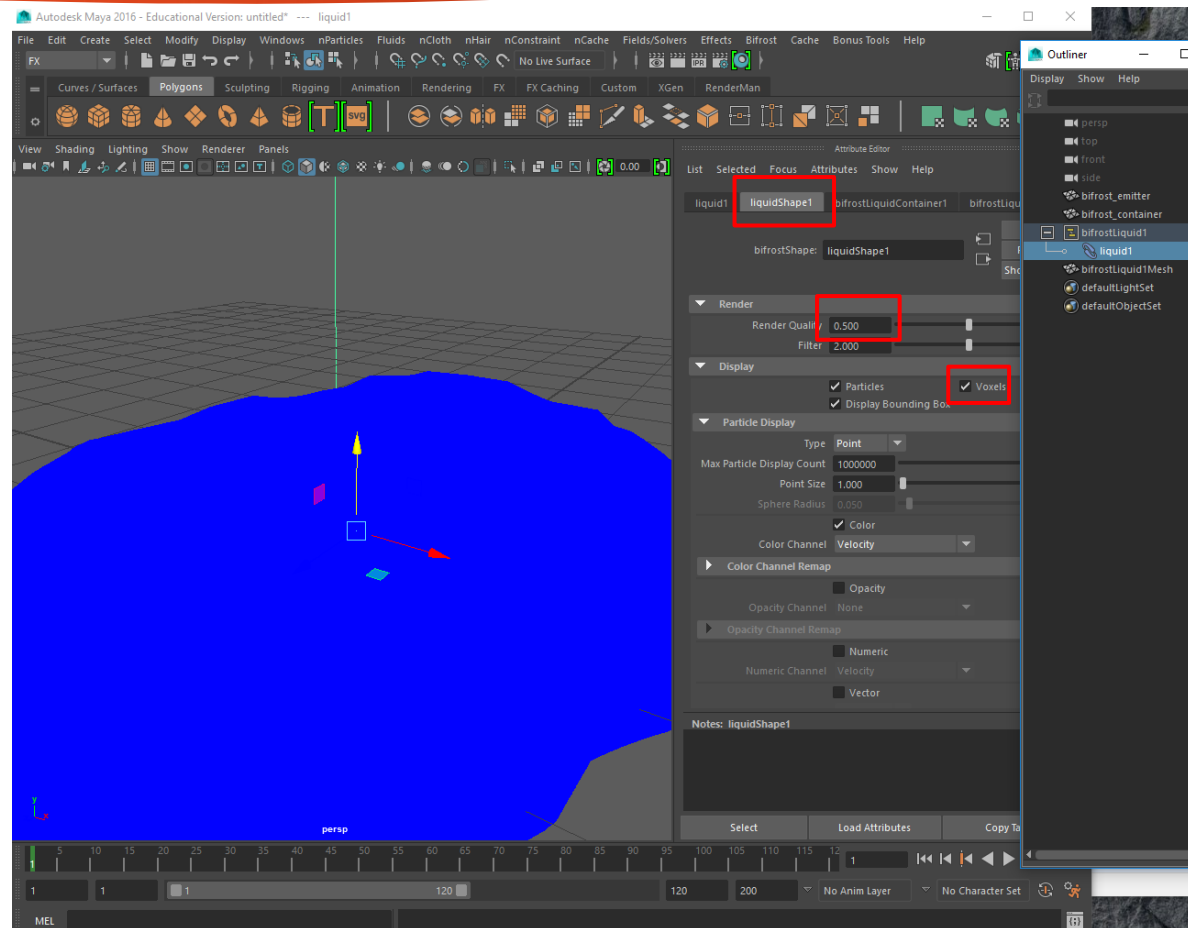 Autodesk Maya 2016 - Educational Version: untitled* --- liquid1
File Edit Create Select Modify Display Windows nParticles Fluids nCloth nHair nConstraint nCache Fields/Solvers Effects Bifrost Cache Bonus Tools Help
FX No Live Surface IPR
Curves / Surfaces Polygons Sculpting Rigging Animation Rendering FX FX Caching Custom XGen RenderMan
T svg
View Shading Lighting Show Renderer Panels
0.00
persp
y
Attribute Editor
List Selected Focus Attributes Show Help
liquid1 liquidShape1 bifrostLiquidContainer1 bifrostLiqu
bifrostShape: liquidShape1
Sho
Render
Render Quality 0.500
Filter 2.000
Display
Particles Voxels
Display Bounding Box
Particle Display
Type Point
Max Particle Display Count 1000000
Point Size 1.000
Sphere Radius 0.050
Color
Color Channel Velocity
Color Channel Remap
Opacity
Opacity Channel None
Opacity Channel Remap
Numeric
Numeric Channel Velocity
Vector
Notes: liquidShape1
Select Load Attributes Copy Ta
Outliner
Display Show Help
persp
top
front
side
bifrost_emitter
bifrost_container
bifrostLiquid1
liquid1
bifrostLiquid1Mesh
defaultLightSet
defaultObjectSet
5 10 15 20 25 30 35 40 45 50 55 60 65 70 75 80 85 90 95 100 105 110 115 12
1 1
1 1 1 120 120 200 No Anim Layer No Character Set
MEL